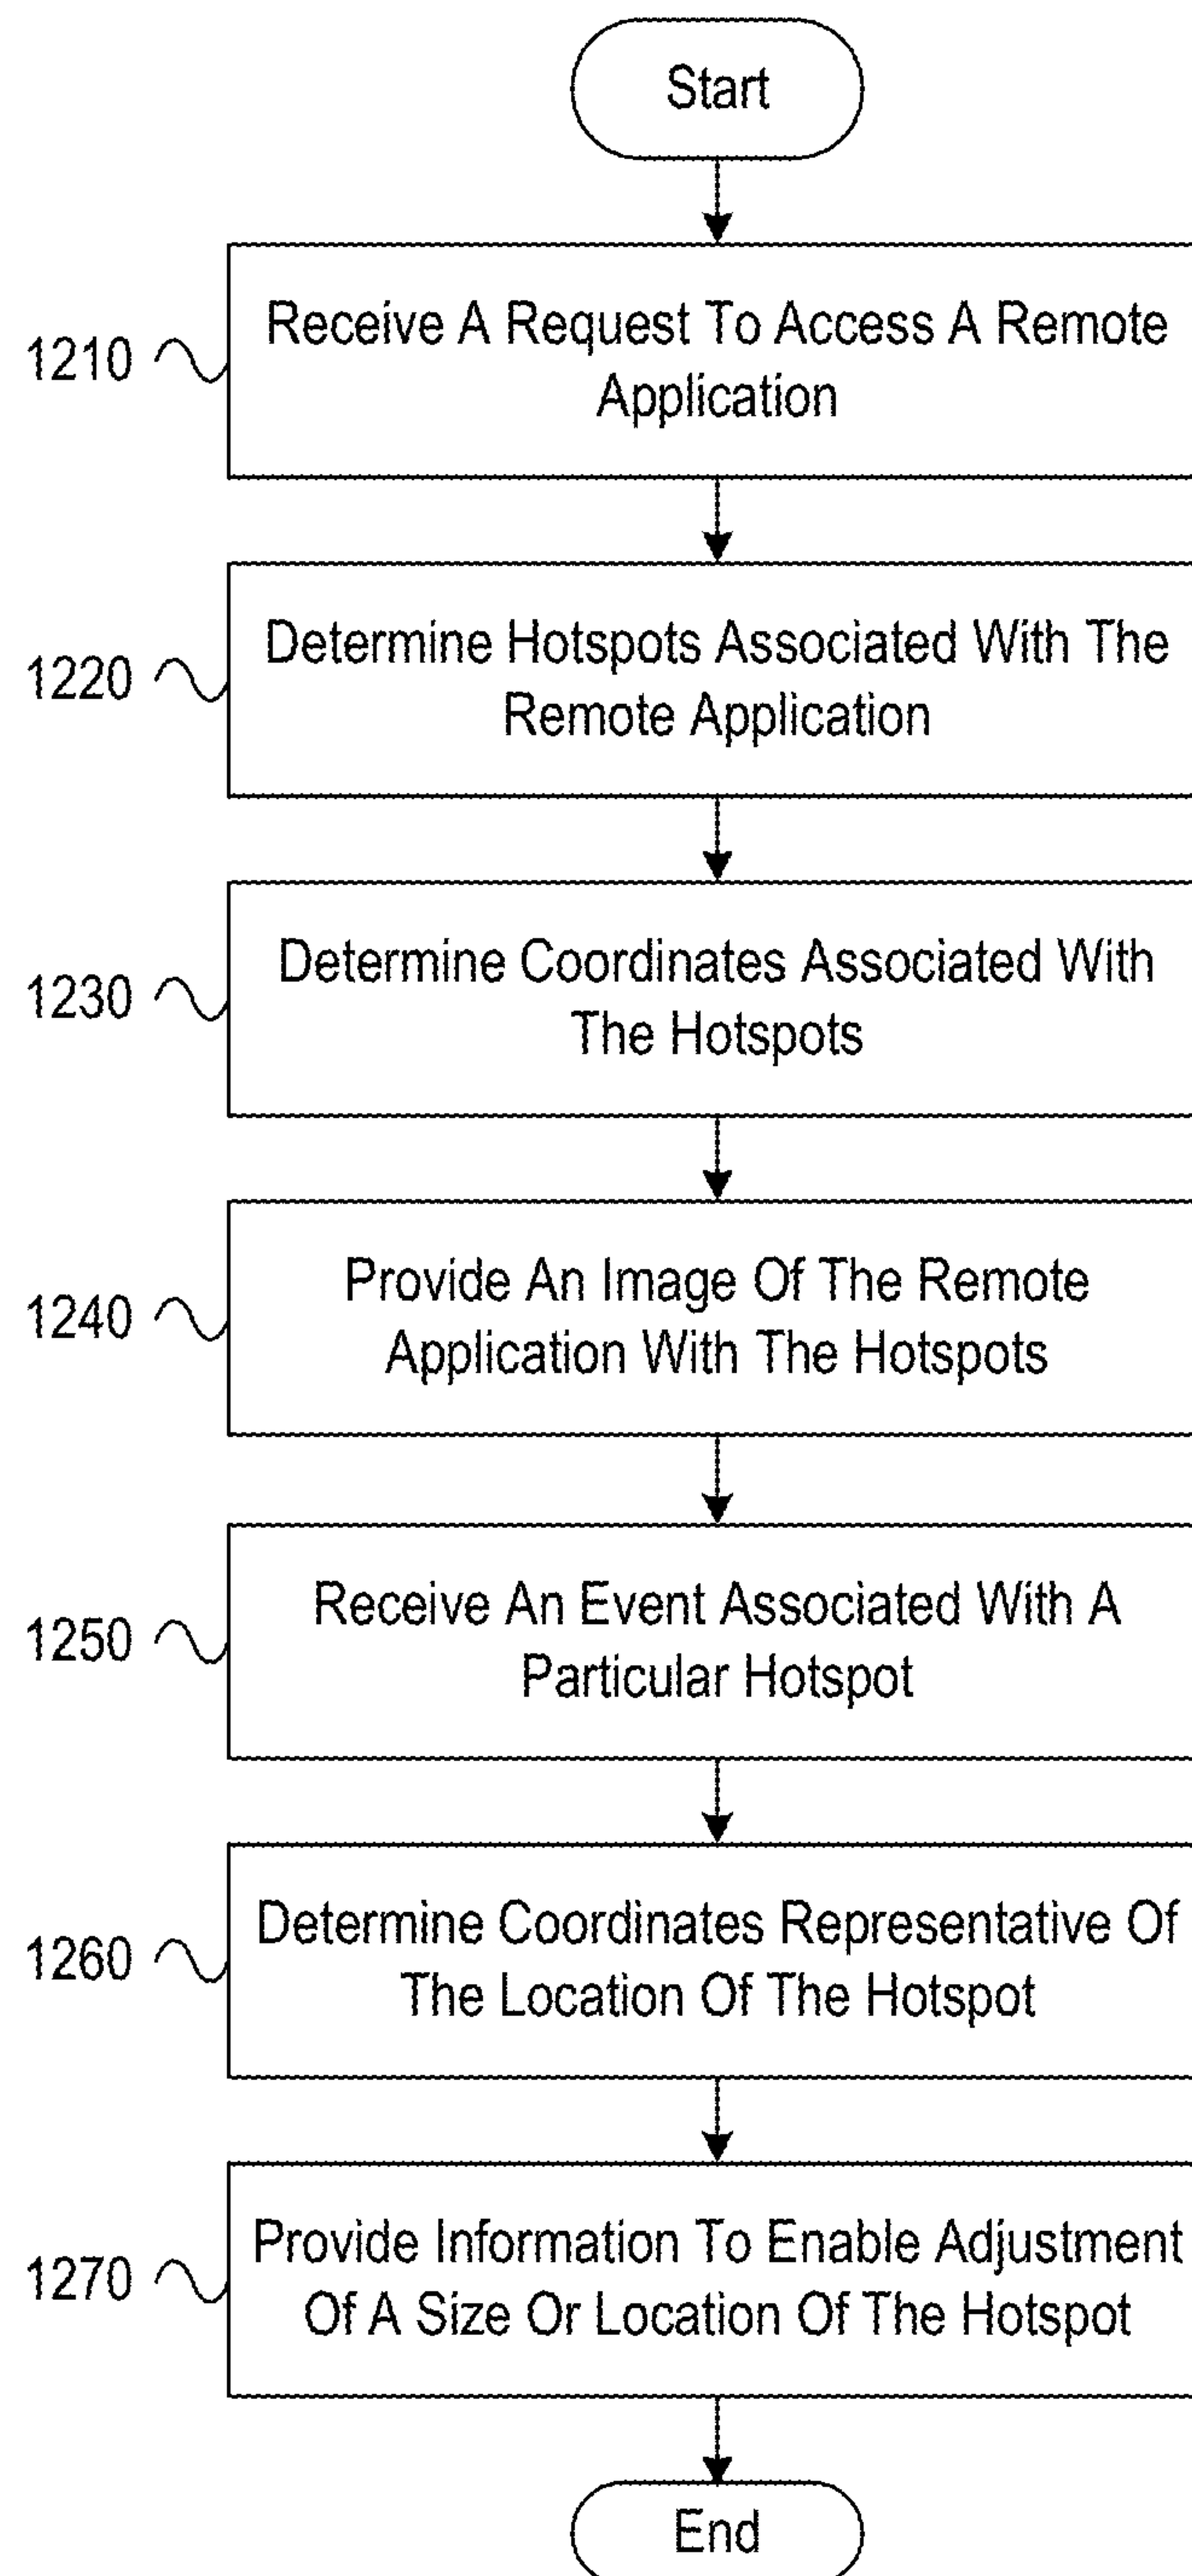 Start
1210
Receive A Request To Access A Remote
Application
1220
Determine Hotspots Associated With The
Remote Application
1230
Determine Coordinates Associated With
The Hotspots
1240
Provide An Image Of The Remote
Application With The Hotspots
1250
Receive An Event Associated With A
Particular Hotspot
1260
Determine Coordinates Representative Of
The Location Of The Hotspot
1270
Provide Information To Enable Adjustment
Of A Size Or Location Of The Hotspot
End